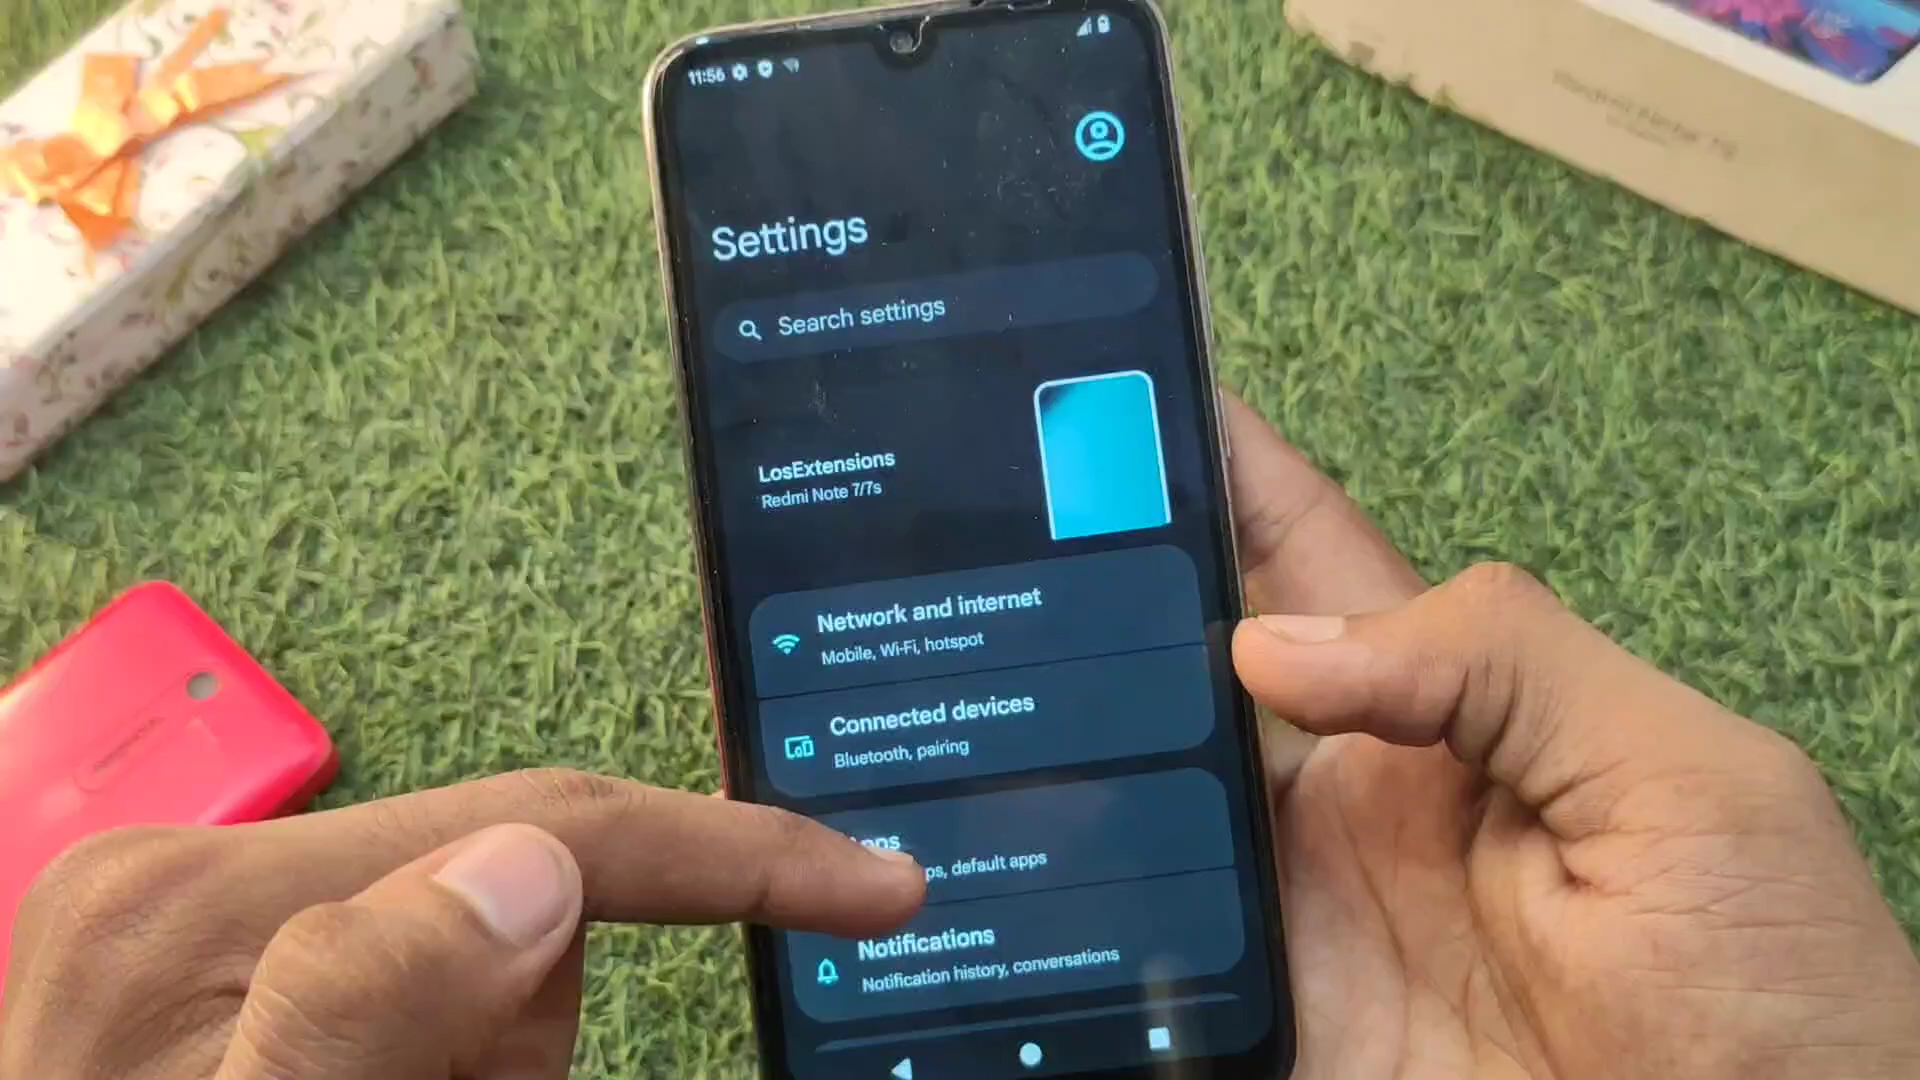 11:56
Settings
Search settings
LosExtensions
Redmi Note 7/7s
Network and internet
Mobile, Wi-Fi, hotspot
Connected devices
Bluetooth, pairing
default apps
Notifications
Notification history, conversations